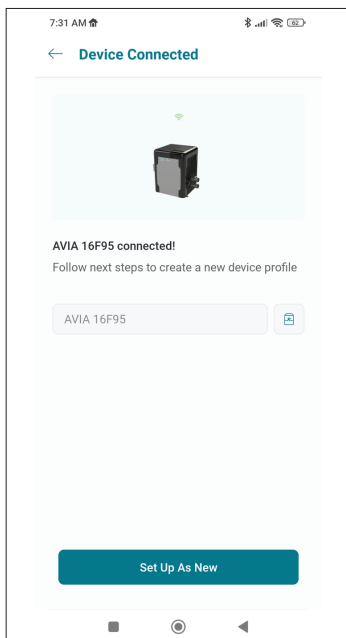 7:31 AM 62
Device Connected
AVIA 16F95 connected!
Follow next steps to create a new device profile
AVIA 16F95
Set Up As New